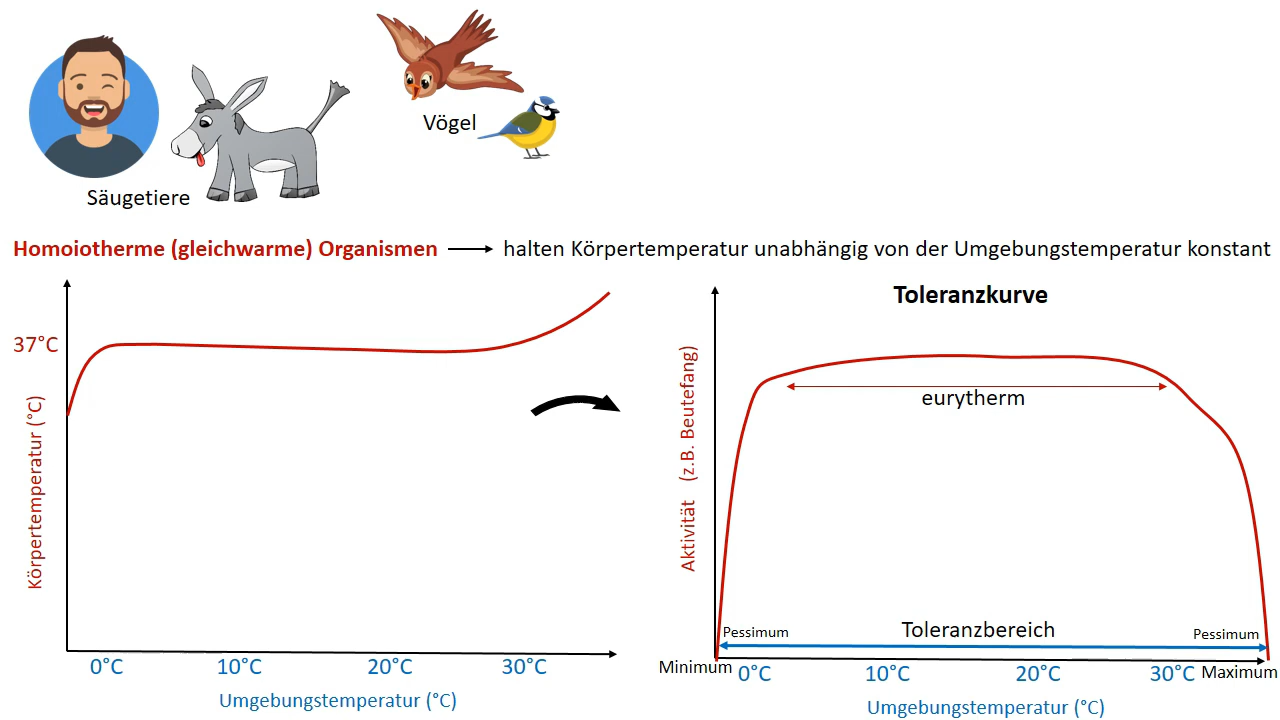 Vögel
Säugetiere
Homoiotherme (gleichwarme) Organismen → halten Körpertemperatur unabhängig von der Umgebungstemperatur konstant
37°C
Körpertemperatur (°C)
0°C 10°C 20°C 30°C
Umgebungstemperatur (°C)
Toleranzkurve
Aktivität (z.B. Beutefang)
eurytherm
Toleranzbereich
Pessimum Pessimum
Minimum 0°C 10°C 20°C 30°C Maximum
Umgebungstemperatur (°C)